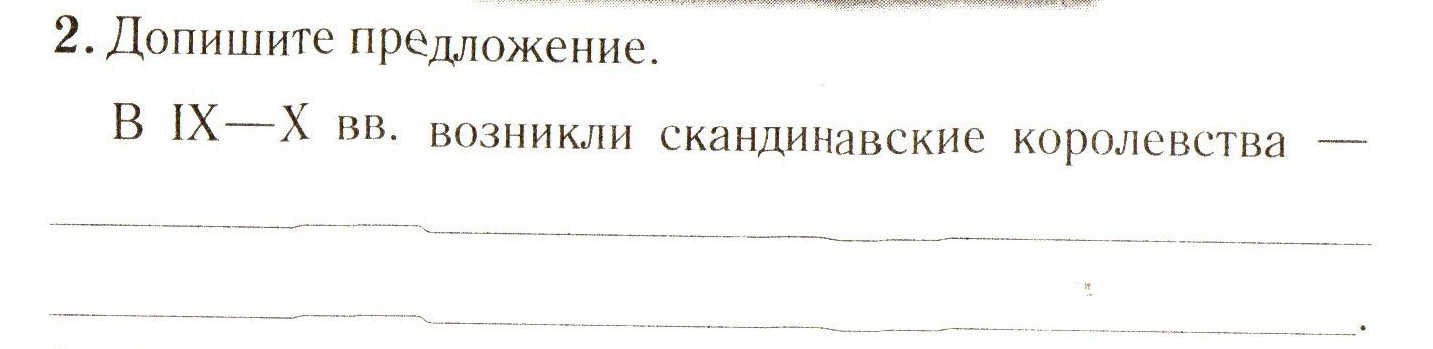 2. Допишите предложение.
В IX—X вв. возникли скандинавские королевства —
.